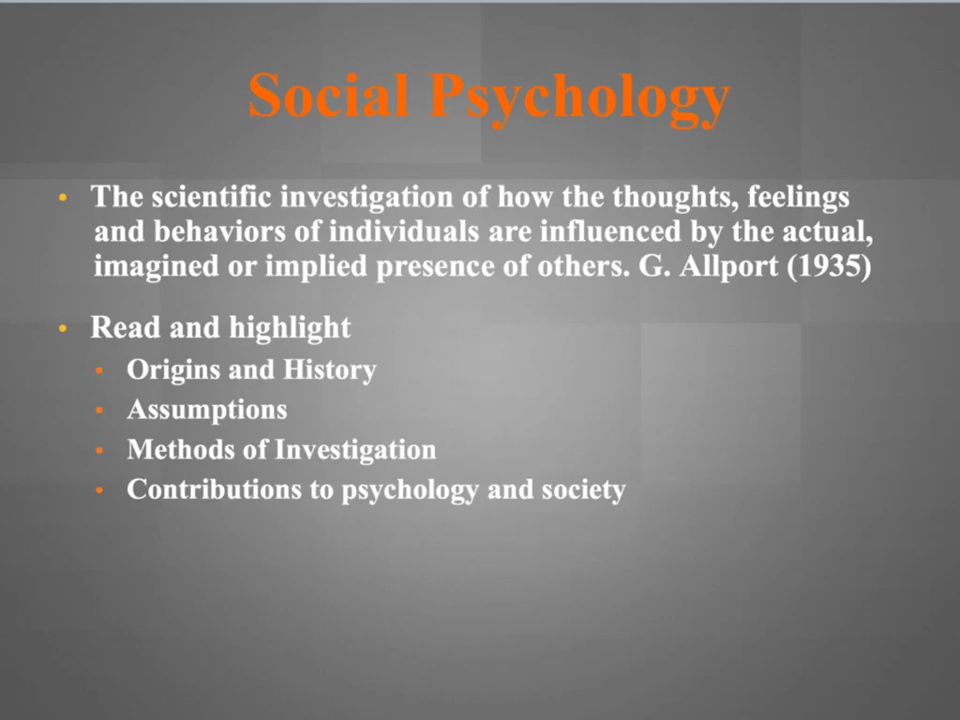 Social Psychology
• The scientific investigation of how the thoughts, feelings
and behaviors of individuals are influenced by the actual,
imagined or implied presence of others. G. Allport (1935)
• Read and highlight
• Origins and History
• Assumptions
• Methods of Investigation
• Contributions to psychology and society